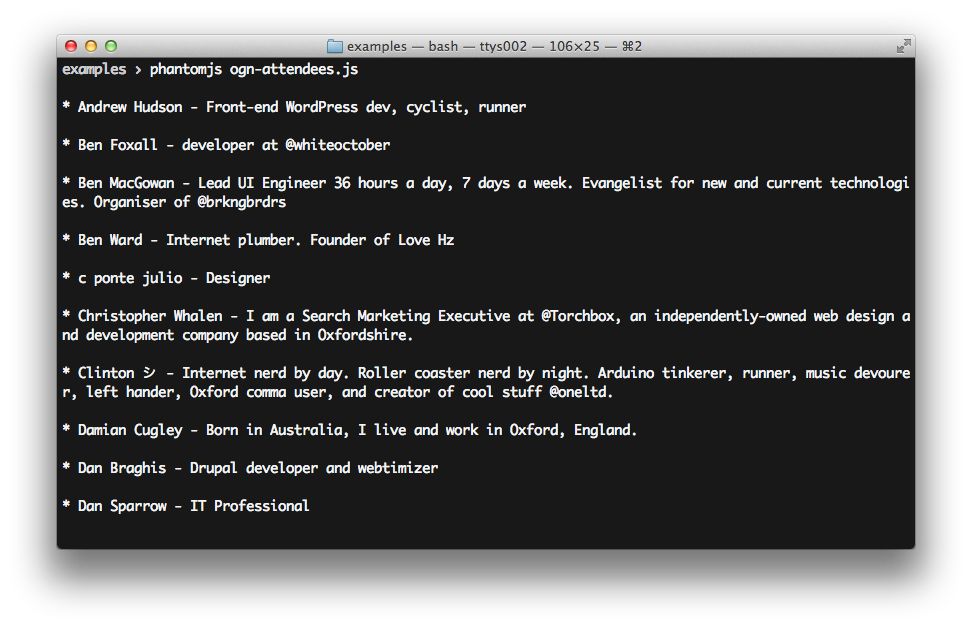 examples — bash — ttys002 — 106×25 — ⌘2
examples › phantomjs ogn-attendees.js
* Andrew Hudson - Front-end WordPress dev, cyclist, runner
* Ben Foxall - developer at @whiteoctober
* Ben MacGowan - Lead UI Engineer 36 hours a day, 7 days a week. Evangelist for new and current technologi
es. Organiser of @brkngbrdrs
* Ben Ward - Internet plumber. Founder of Love Hz
* c ponte julio - Designer
* Christopher Whalen - I am a Search Marketing Executive at @Torchbox, an independently-owned web design a
nd development company based in Oxfordshire.
* Clinton シ - Internet nerd by day. Roller coaster nerd by night. Arduino tinkerer, runner, music devoure
r, left hander, Oxford comma user, and creator of cool stuff @oneltd.
* Damian Cugley - Born in Australia, I live and work in Oxford, England.
* Dan Braghis - Drupal developer and webtimizer
* Dan Sparrow - IT Professional